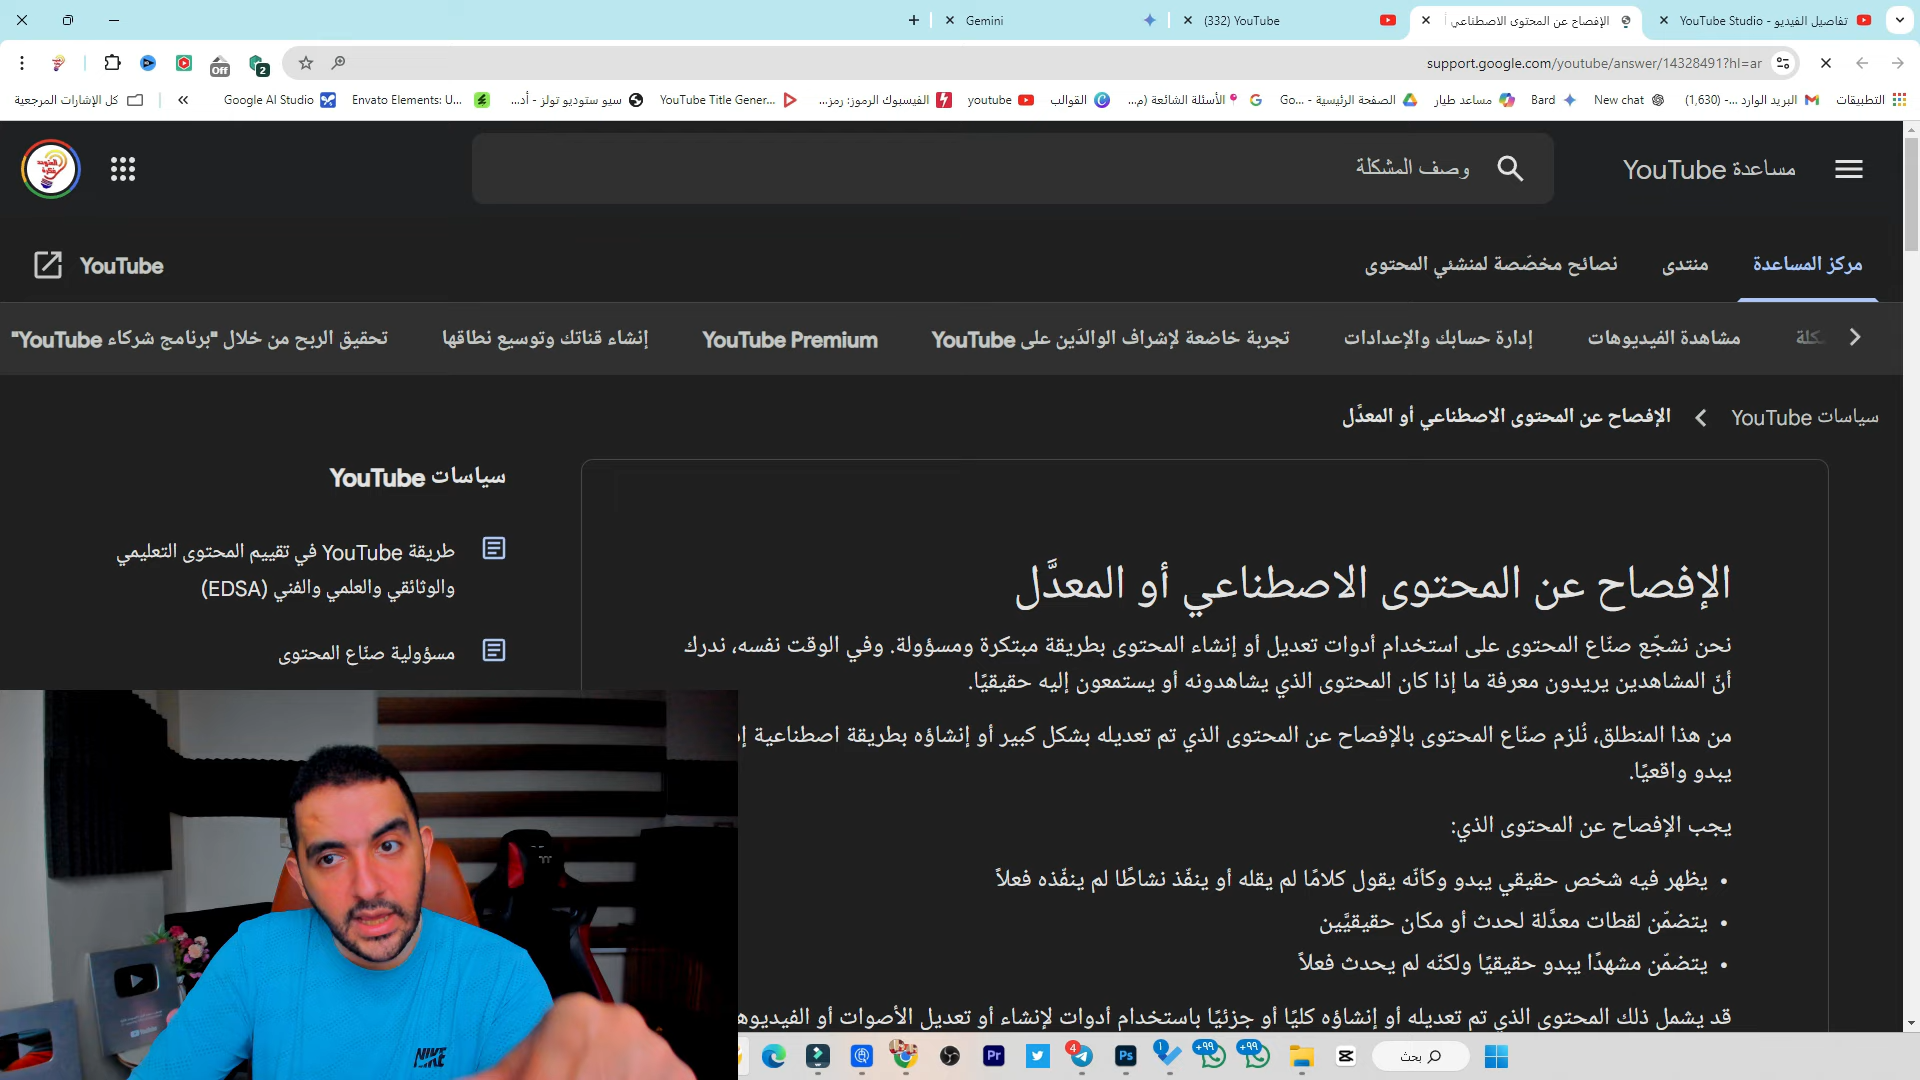 تفاصيل الفيديو - YouTube Studio
الإفصاح عن المحتوى الاصطناعي
(332) YouTube
Gemini
support.google.com/youtube/answer/14328491?hl=ar
Off
2
التطبيقات
البريد الوارد -... (1,630)
New chat
Bard
مساعد طيار
الصفحة الرئيسية - ...Go
الأسئلة الشائعة (م...
القوالب
youtube
الفيسبوك الرموز: رمز...
YouTube Title Gener...
سيو ستوديو تولز - أد...
Envato Elements: U...
Google AI Studio
«
كل الإشارات المرجعية
مساعدة YouTube
وصف المشكلة
مركز المساعدة
منتدى
نصائح مخصّصة لمنشئي المحتوى
YouTube
مشاهدة الفيديوهات
إدارة حسابك والإعدادات
تجربة خاضعة لإشراف الوالدَين على YouTube
YouTube Premium
إنشاء قناتك وتوسيع نطاقها
تحقيق الربح من خلال "برنامج شركاء YouTube"
سياسات YouTube
الإفصاح عن المحتوى الاصطناعي أو المعدَّل
الإفصاح عن المحتوى الاصطناعي أو المعدَّل
نحن نشجّع صنّاع المحتوى على استخدام أدوات تعديل أو إنشاء المحتوى بطريقة مبتكرة ومسؤولة. وفي الوقت نفسه، ندرك
أنّ المشاهدين يريدون معرفة ما إذا كان المحتوى الذي يشاهدونه أو يستمعون إليه حقيقيًا.
من هذا المنطلق، نُلزم صنّاع المحتوى بالإفصاح عن المحتوى الذي تم تعديله بشكل كبير أو إنشاؤه بطريقة اصطناعية
يبدو واقعيًا.
يجب الإفصاح عن المحتوى الذي:
• يظهر فيه شخص حقيقي يبدو وكأنّه يقول كلامًا لم يقله أو ينفّذ نشاطًا لم ينفّذه فعلاً
• يتضمّن لقطات معدَّلة لحدث أو مكان حقيقيَّين
• يتضمّن مشهدًا يبدو حقيقيًا ولكنّه لم يحدث فعلاً
قد يشمل ذلك المحتوى الذي تم تعديله أو إنشاؤه كليًا أو جزئيًا باستخدام أدوات لإنشاء أو تعديل الأصوات أو
سياسات YouTube
طريقة YouTube في تقييم المحتوى التعليمي
والوثائقي والعلمي والفني (EDSA)
مسؤولية صنّاع المحتوى
NIKE
بحث
+99
+99
1
Ps
4
Pr